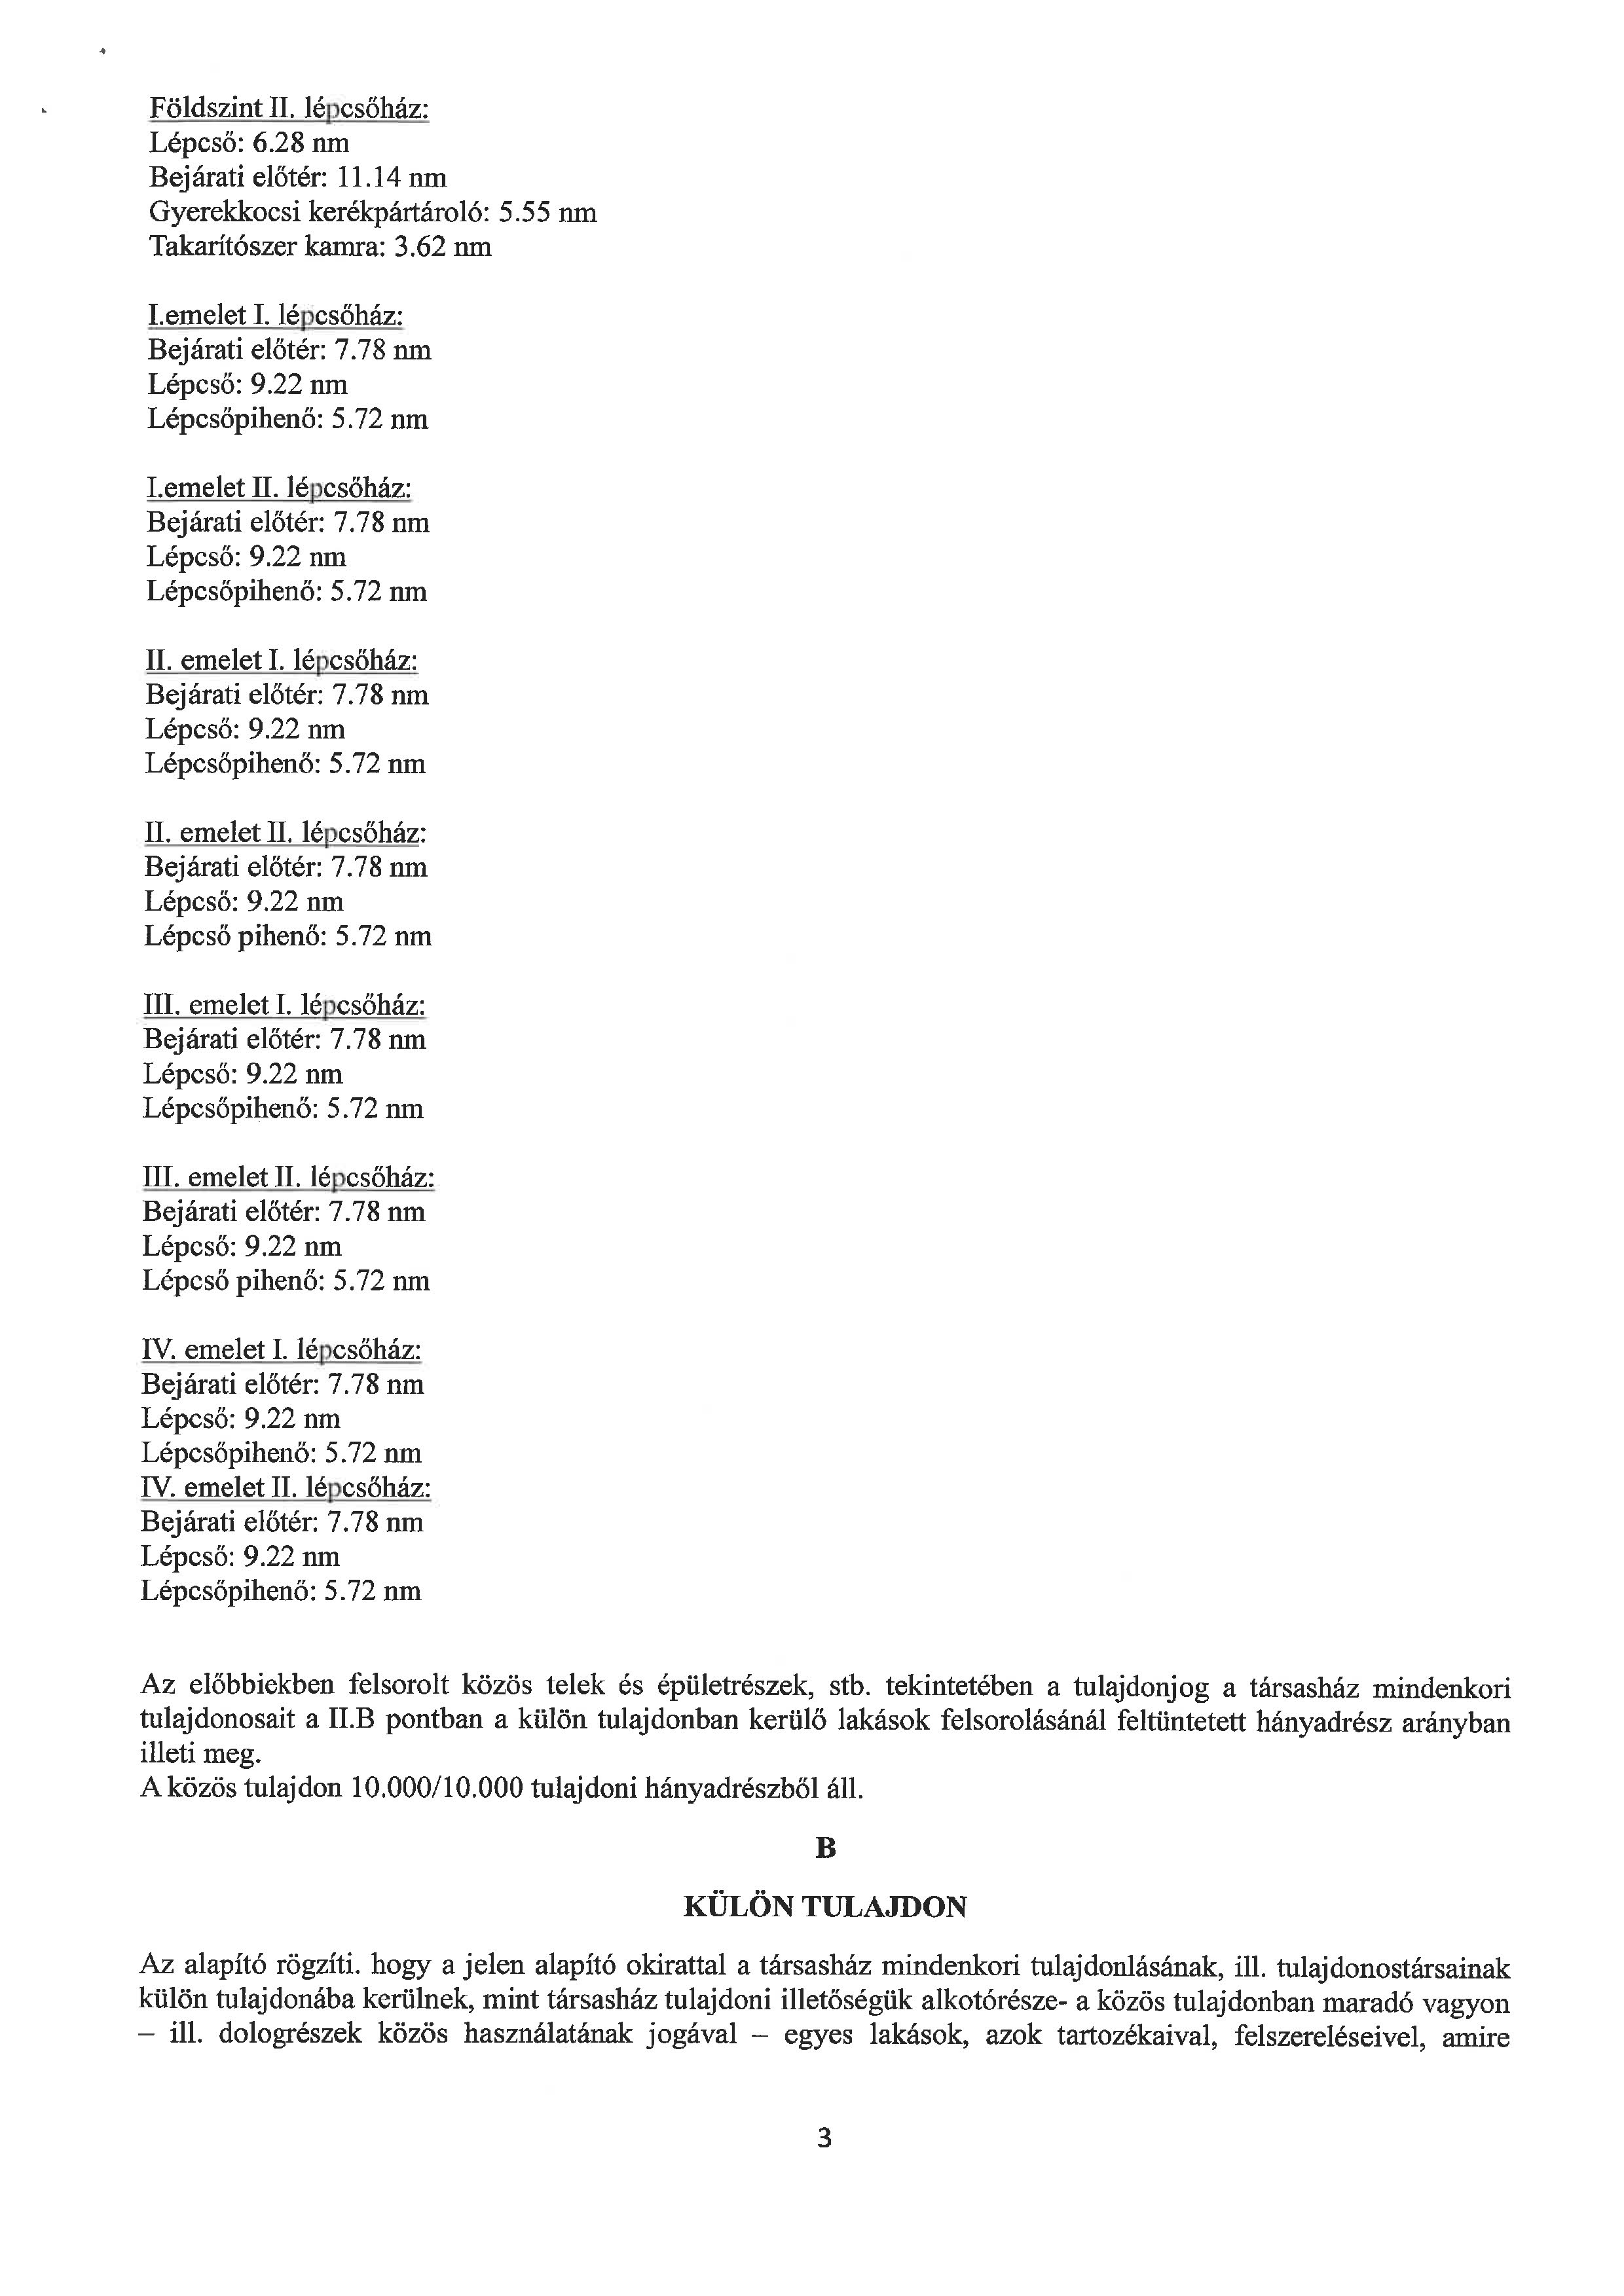 Földszint II. lépcsőház:
Lépcső: 6.28 nm
Bejárati előtér: 11.14 nm
Gyerekkocsi kerékpártároló: 5.55 nm
Takarítószer kamra: 3.62 nm
I.emelet I. lépcsőház:
Bejárati előtér: 7.78 nm
Lépcső: 9.22 nm
Lépcsőpihenő: 5.72 nm
I.emelet II. lépcsőház:
Bejárati előtér: 7.78 nm
Lépcső: 9.22 nm
Lépcsőpihenő: 5.72 nm
II. emelet I. lépcsőház:
Bejárati előtér: 7.78 nm
Lépcső: 9.22 nm
Lépcsőpihenő: 5.72 nm
II. emelet II. lépcsőház:
Bejárati előtér: 7.78 nm
Lépcső: 9.22 nm
Lépcső pihenő: 5.72 nm
III. emelet I. lépcsőház:
Bejárati előtér: 7.78 nm
Lépcső: 9.22 nm
Lépcsőpihenő: 5.72 nm
III. emelet II. lépcsőház:
Bejárati előtér: 7.78 nm
Lépcső: 9.22 nm
Lépcső pihenő: 5.72 nm
IV. emelet I. lépcsőház:
Bejárati előtér: 7.78 nm
Lépcső: 9.22 nm
Lépcsőpihenő: 5.72 nm
IV. emelet II. lépcsőház:
Bejárati előtér: 7.78 nm
Lépcső: 9.22 nm
Lépcsőpihenő: 5.72 nm
Az előbbiekben felsorolt közös telek és épületrészek, stb. tekintetében a tulajdonjog a társasház mindenkori
tulajdonosait a II.B pontban a külön tulajdonban kerülő lakások felsorolásánál feltüntetett hányadrész arányban
illeti meg.
A közös tulajdon 10.000/10.000 tulajdoni hányadrészből áll.
B
KÜLÖN TULAJDON
Az alapító rögzíti. hogy a jelen alapító okirattal a társasház mindenkori tulajdonlásának, ill. tulajdonostársainak
külön tulajdonába kerülnek, mint társasház tulajdoni illetőségük alkotórésze- a közös tulajdonban maradó vagyon
– ill. dologrészek közös használatának jogával – egyes lakások, azok tartozékaival, felszereléseivel, amire
3